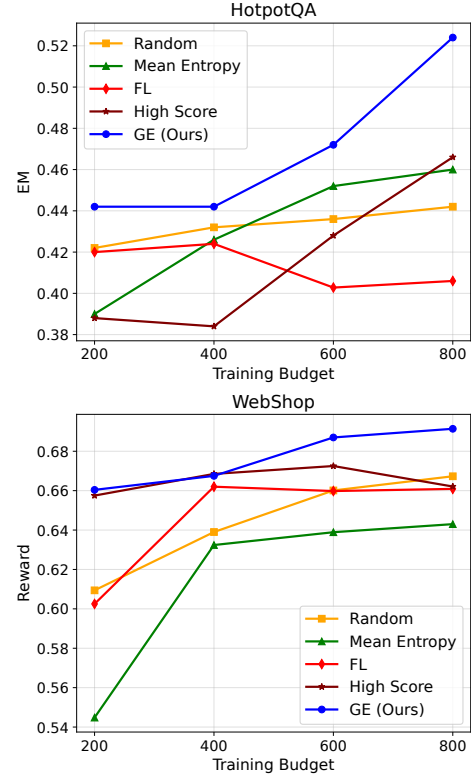 HotpotQA
0.52
0.50
0.48
0.46
0.44
0.42
0.40
0.38
EM
Random
Mean Entropy
FL
High Score
GE (Ours)
200 400 600 800
Training Budget
WebShop
0.68
0.66
0.64
0.62
0.60
0.58
0.56
0.54
Reward
Random
Mean Entropy
FL
High Score
GE (Ours)
200 400 600 800
Training Budget